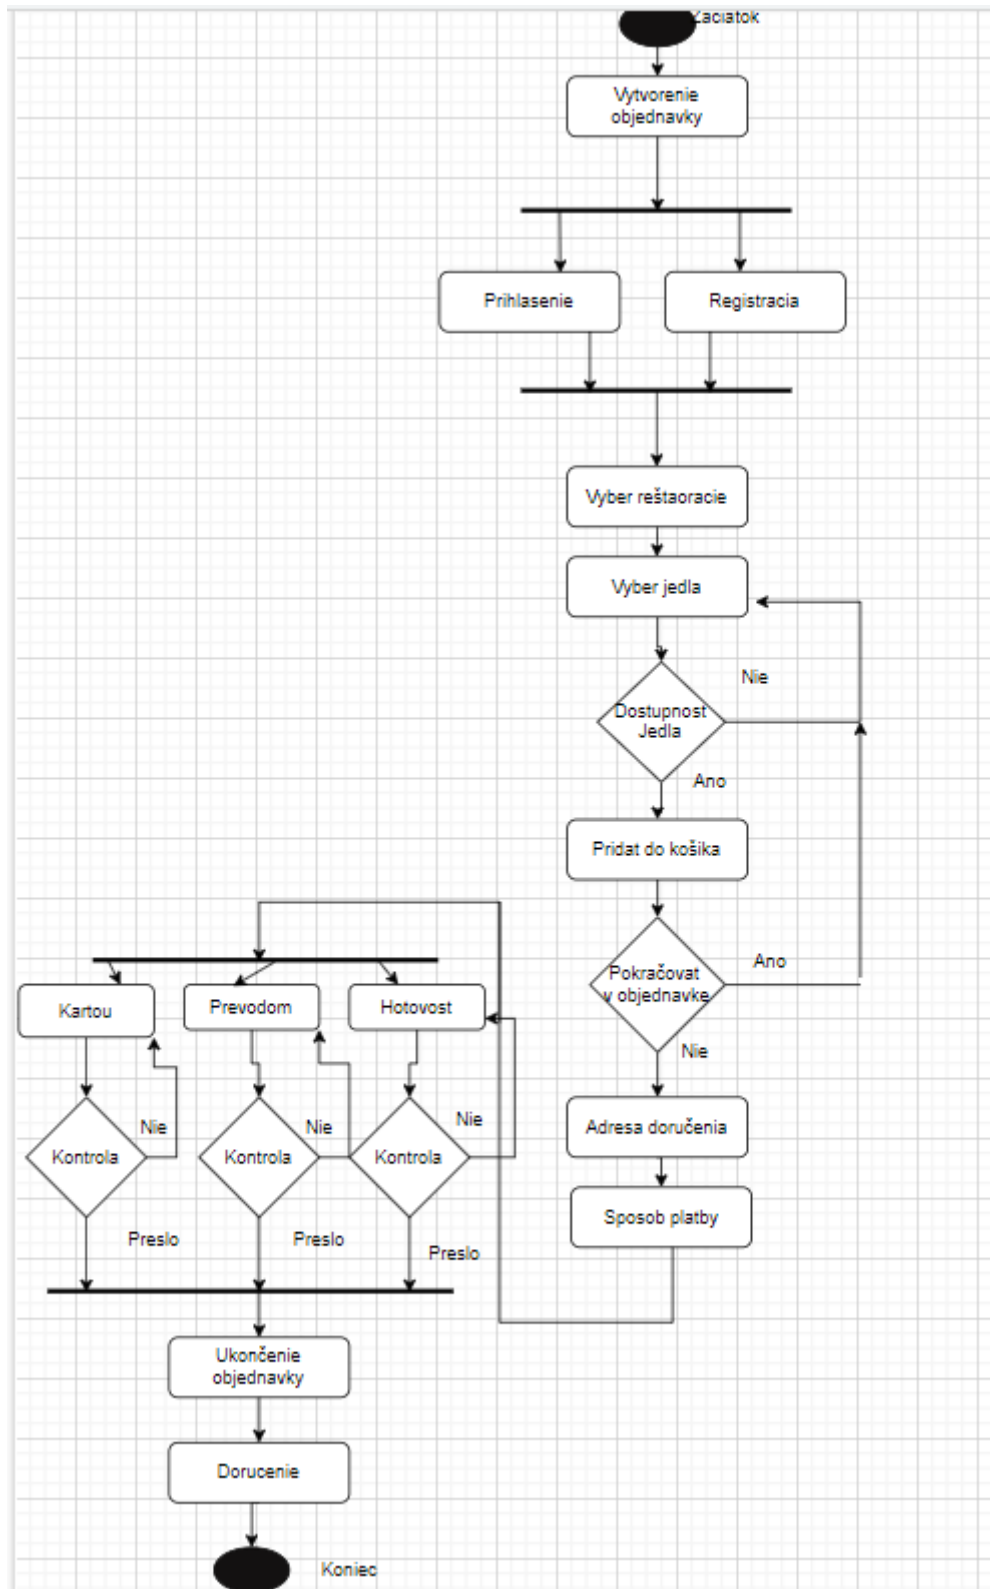 Zaciatok
Vytvorenie
objednavky
Prihlasenie
Registracia
Vyber reštaoracie
Vyber jedla
Nie
Dostupnost
Jedla
Ano
Pridat do košika
Pokračovat
v objednavke
Ano
Nie
Adresa doručenia
Sposob platby
Kartou
Prevodom
Hotovost
Kontrola
Nie
Kontrola
Nie
Kontrola
Nie
Preslo
Preslo
Preslo
Ukončenie
objednavky
Dorucenie
Koniec